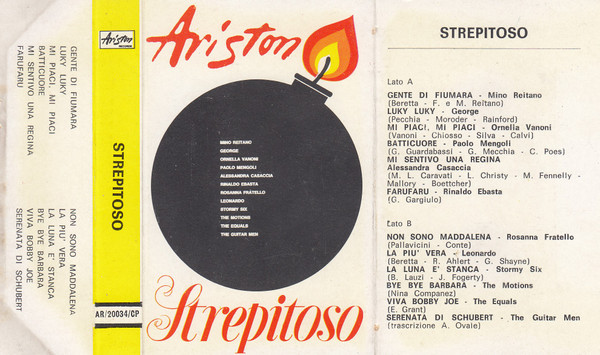 GENTE DI FIUMARA
LUKY LUKY
MI PIACI, MI PIACI
BATTICUORE
MI SENTIVO UNA REGINA
FARUFARU
NON SONO MADDALENA
LA PIU' VERA
LA LUNA E' STANCA
BYE BYE BARBARA
VIVA BOBBY JOE
SERENATA DI SCHUBERT
Ariston
RECORDS
STREPITOSO
AR/20034/CP
Ariston
MINO REITANO
GEORGE
ORNELLA VANONI
PAOLO MENGOLI
ALESSANDRA CASACCIA
RINALDO EBASTA
ROSANNA FRATELLO
LEONARDO
STORMY SIX
THE MOTIONS
THE EQUALS
THE GUITAR MEN
Strepitoso
STREPITOSO
Lato A
GENTE DI FIUMARA - Mino Reitano
(Beretta - F. e M. Reitano)
LUKY LUKY - George
(Pecchia - Moroder - Rainford)
MI PIACI, MI PIACI - Ornella Vanoni
(Vanoni - Chiosso - Silva - Calvi)
BATTICUORE - Paolo Mengoli
(G. Guardabassi - G. Mecchia - C. Poes)
MI SENTIVO UNA REGINA
Alessandra Casaccia
(M. L. Caravati - L. Christy - M. Fennelly -
Mallory - Boettcher)
FARUFARU - Rinaldo Ebasta
(G. Gargiulo)
Lato B
NON SONO MADDALENA - Rosanna Fratello
(Pallavicini - Conte)
LA PIU' VERA - Leonardo
(Beretta - R. Ahlert - G. Shayne)
LA LUNA E' STANCA - Stormy Six
(B. Lauzi - J. Fogerty)
BYE BYE BARBARA - The Motions
(Nina Companez)
VIVA BOBBY JOE - The Equals
(E. Grant)
SERENATA DI SCHUBERT - The Guitar Men
(trascrizione A. Ovale)